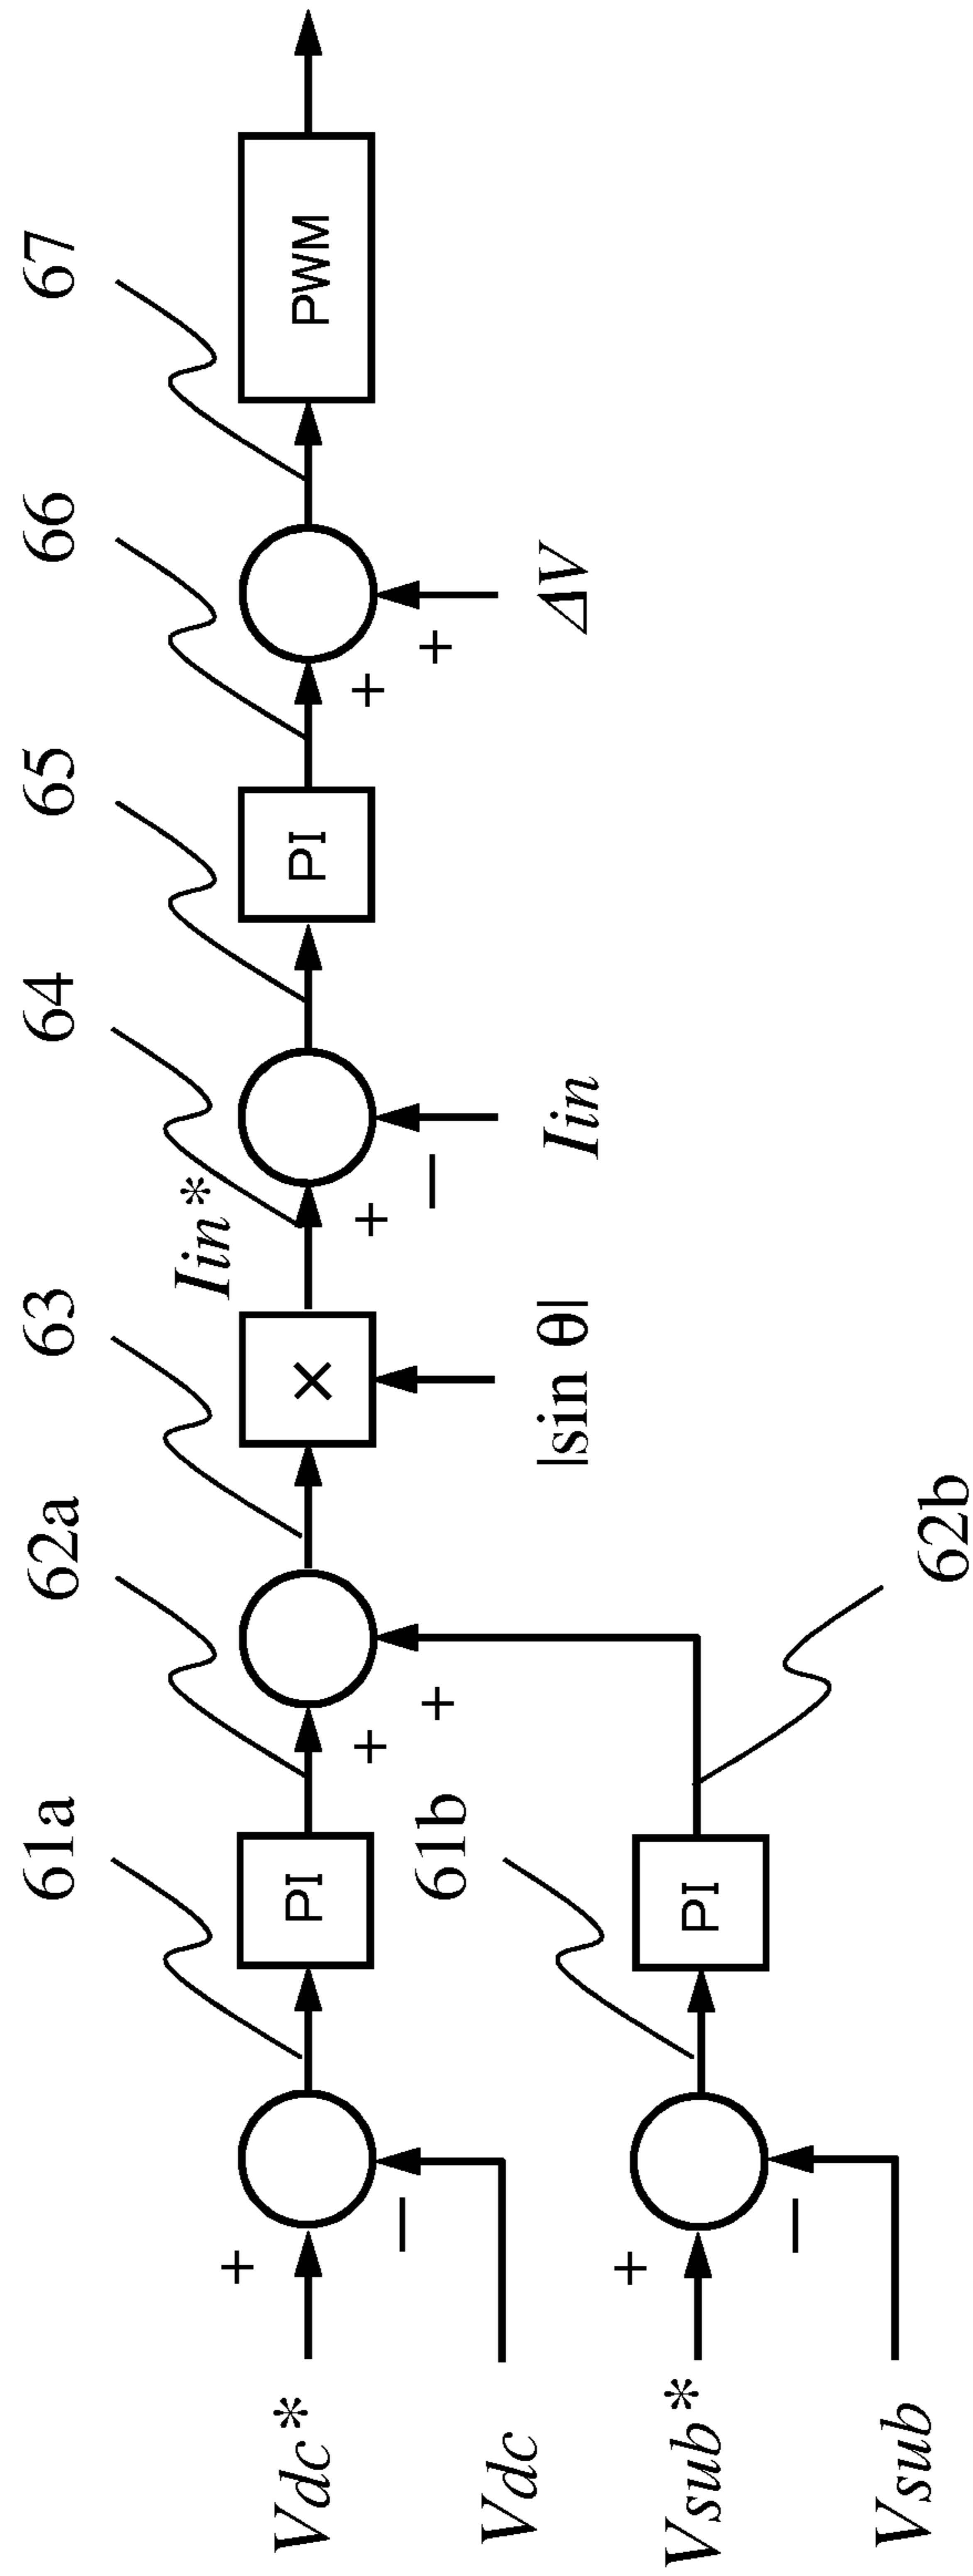 61a
62a
63
64
65
66
67
Iin*
Vdc*
+
PI
×
+
PI
+
PWM
−
+
+
−
+
Vdc
61b
|sin θ|
Iin
ΔV
Vsub*
+
PI
−
Vsub
62b